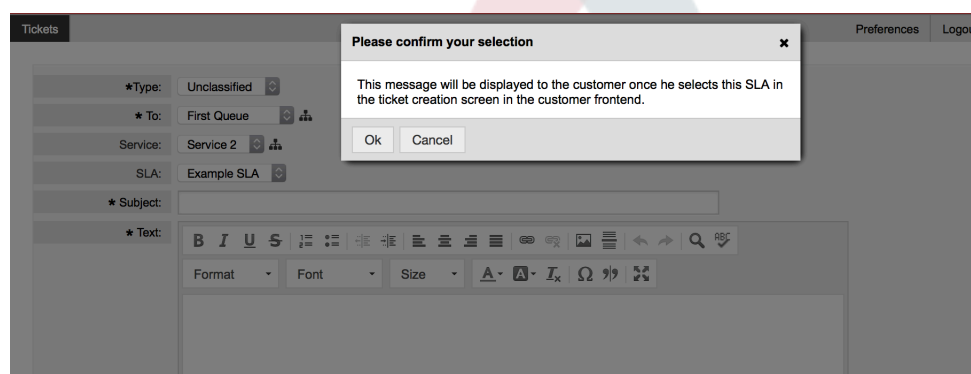 Tickets
Preferences
Logou
Please confirm your selection
This message will be displayed to the customer once he selects this SLA in
the ticket creation screen in the customer frontend.
Ok
Cancel
*Type: Unclassified
* To: First Queue
Service: Service 2
SLA: Example SLA
* Subject:
* Text:
B I U S
ABC
Format Font Size A A Ix Ω